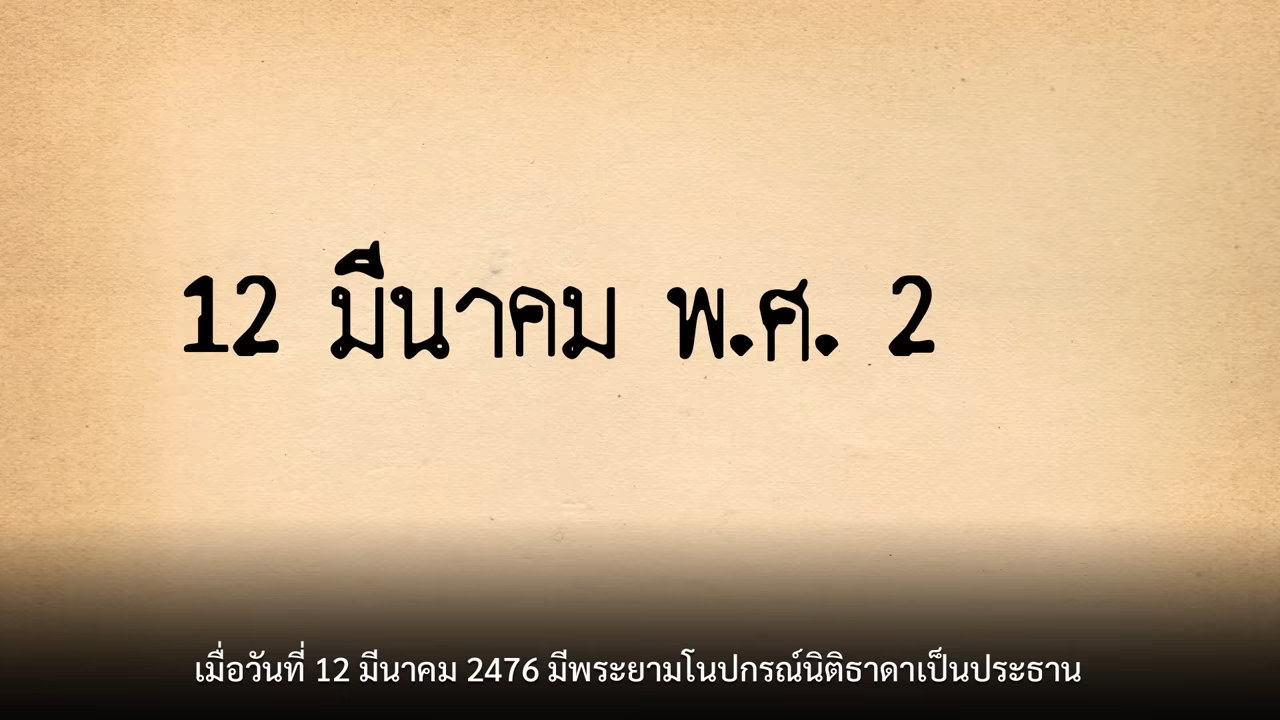 12 มีนาคม พ.ศ. 2
เมื่อวันที่ 12 มีนาคม 2476 มีพระยามโนปกรณ์นิติธาดาเป็นประธาน